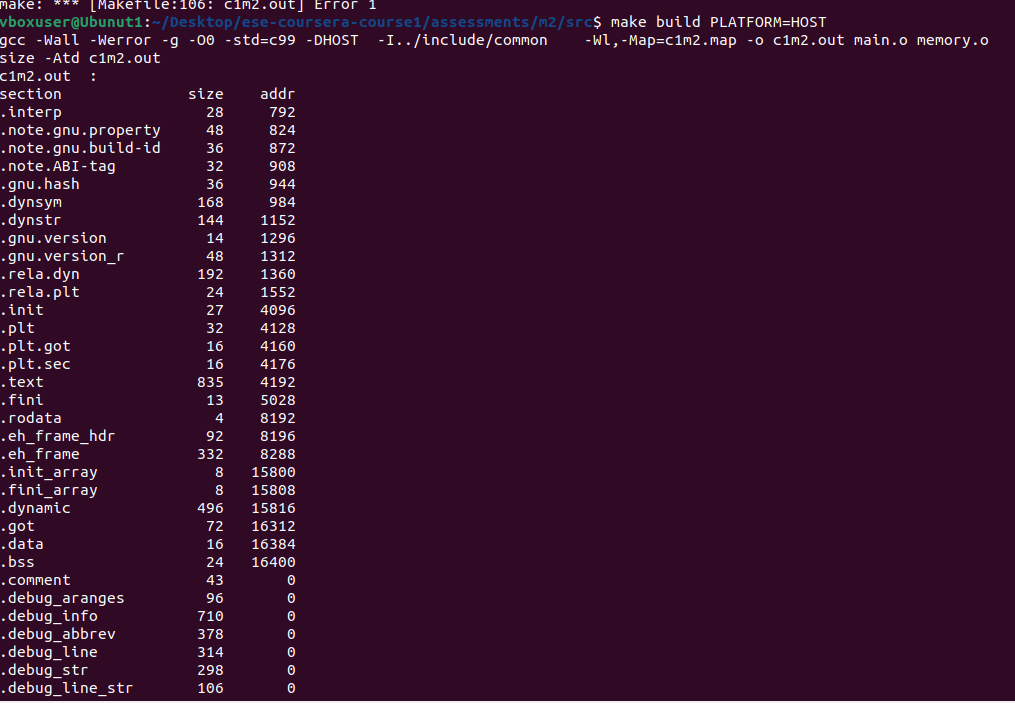 make: *** [Makefile:106: c1m2.out] Error 1
vboxuser@Ubunut1:~/Desktop/ese-coursera-course1/assessments/m2/src$ make build PLATFORM=HOST
gcc -Wall -Werror -g -O0 -std=c99 -DHOST  -I../include/common    -Wl,-Map=c1m2.map -o c1m2.out main.o memory.o
size -Atd c1m2.out
c1m2.out  :
section              size    addr
.interp                28     792
.note.gnu.property     48     824
.note.gnu.build-id     36     872
.note.ABI-tag          32     908
.gnu.hash              36     944
.dynsym               168     984
.dynstr               144    1152
.gnu.version           14    1296
.gnu.version_r         48    1312
.rela.dyn             192    1360
.rela.plt              24    1552
.init                  27    4096
.plt                   32    4128
.plt.got               16    4160
.plt.sec               16    4176
.text                 835    4192
.fini                  13    5028
.rodata                 4    8192
.eh_frame_hdr          92    8196
.eh_frame             332    8288
.init_array             8   15800
.fini_array             8   15808
.dynamic              496   15816
.got                   72   16312
.data                  16   16384
.bss                   24   16400
.comment               43       0
.debug_aranges         96       0
.debug_info           710       0
.debug_abbrev         378       0
.debug_line           314       0
.debug_str            298       0
.debug_line_str       106       0